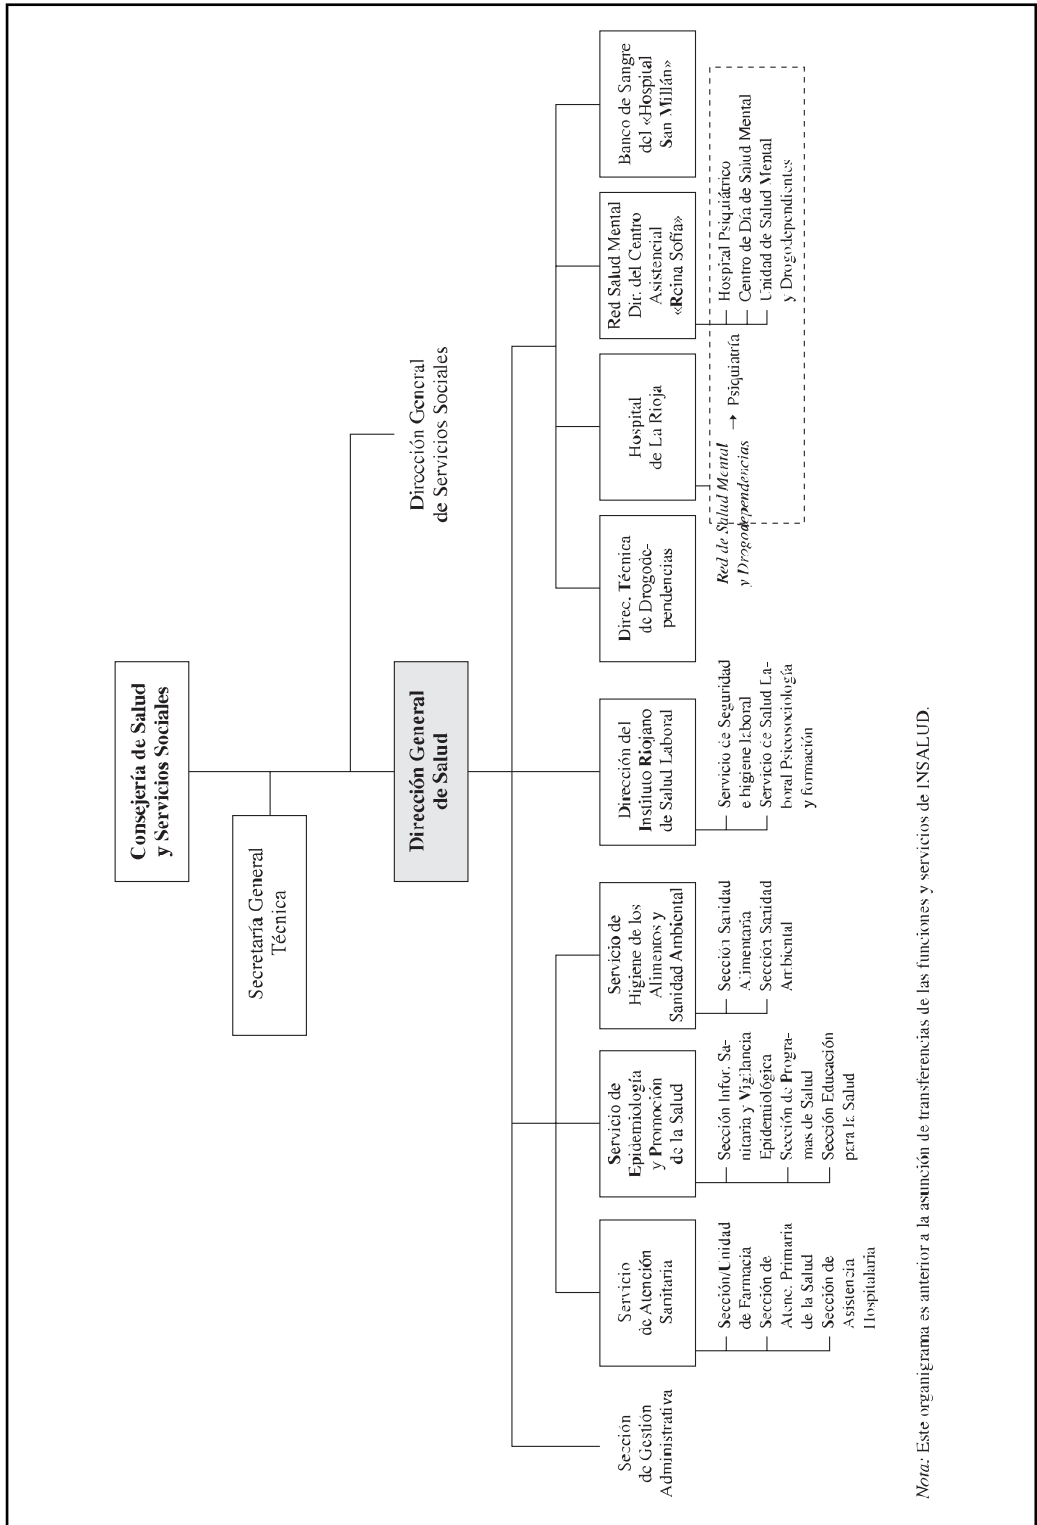 Consejería de Salud
y Servicios Sociales
Secretaría General
Técnica
Dirección General
de Servicios Sociales
Dirección General
de Salud
Sección
de Gestión
Administrativa
Servicio
de Atención
Sanitaria
Sección/Unidad
de Farmacia
Sección de
Atenc. Primaria
de la Salud
Sección de
Asistencia
Hospitalaria
Servicio de
Epidemiología
y Promoción
de la Salud
Sección Infor. Sa-
nitaria y Vigilancia
Epidemiológica
Sección de Progra-
mas de Salud
Sección Educación
para la Salud
Servicio de
Higiene de los
Alimentos y
Sanidad Ambiental
Sección Sanidad
Alimentaria
Sección Sanidad
Ambiental
Dirección del
Instituto Riojano
de Salud Laboral
Servicio de Seguridad
e higiene laboral
Servicio de Salud La-
boral Psicosociología
y formación
Direc. Técnica
de Drogode-
pendencias
Hospital
de La Rioja
Red de Salud Mental
y Drogodependencias
→ Psiquiatría
Red Salud Mental
Dir. del Centro
Asistencial
«Reina Sofía»
Hospital Psiquiátrico
Centro de Día de Salud Mental
Unidad de Salud Mental
y Drogodependientes
Banco de Sangre
del «Hospital
San Millán»
Nota: Este organigrama es anterior a la asunción de transferencias de las funciones y servicios de INSALUD.